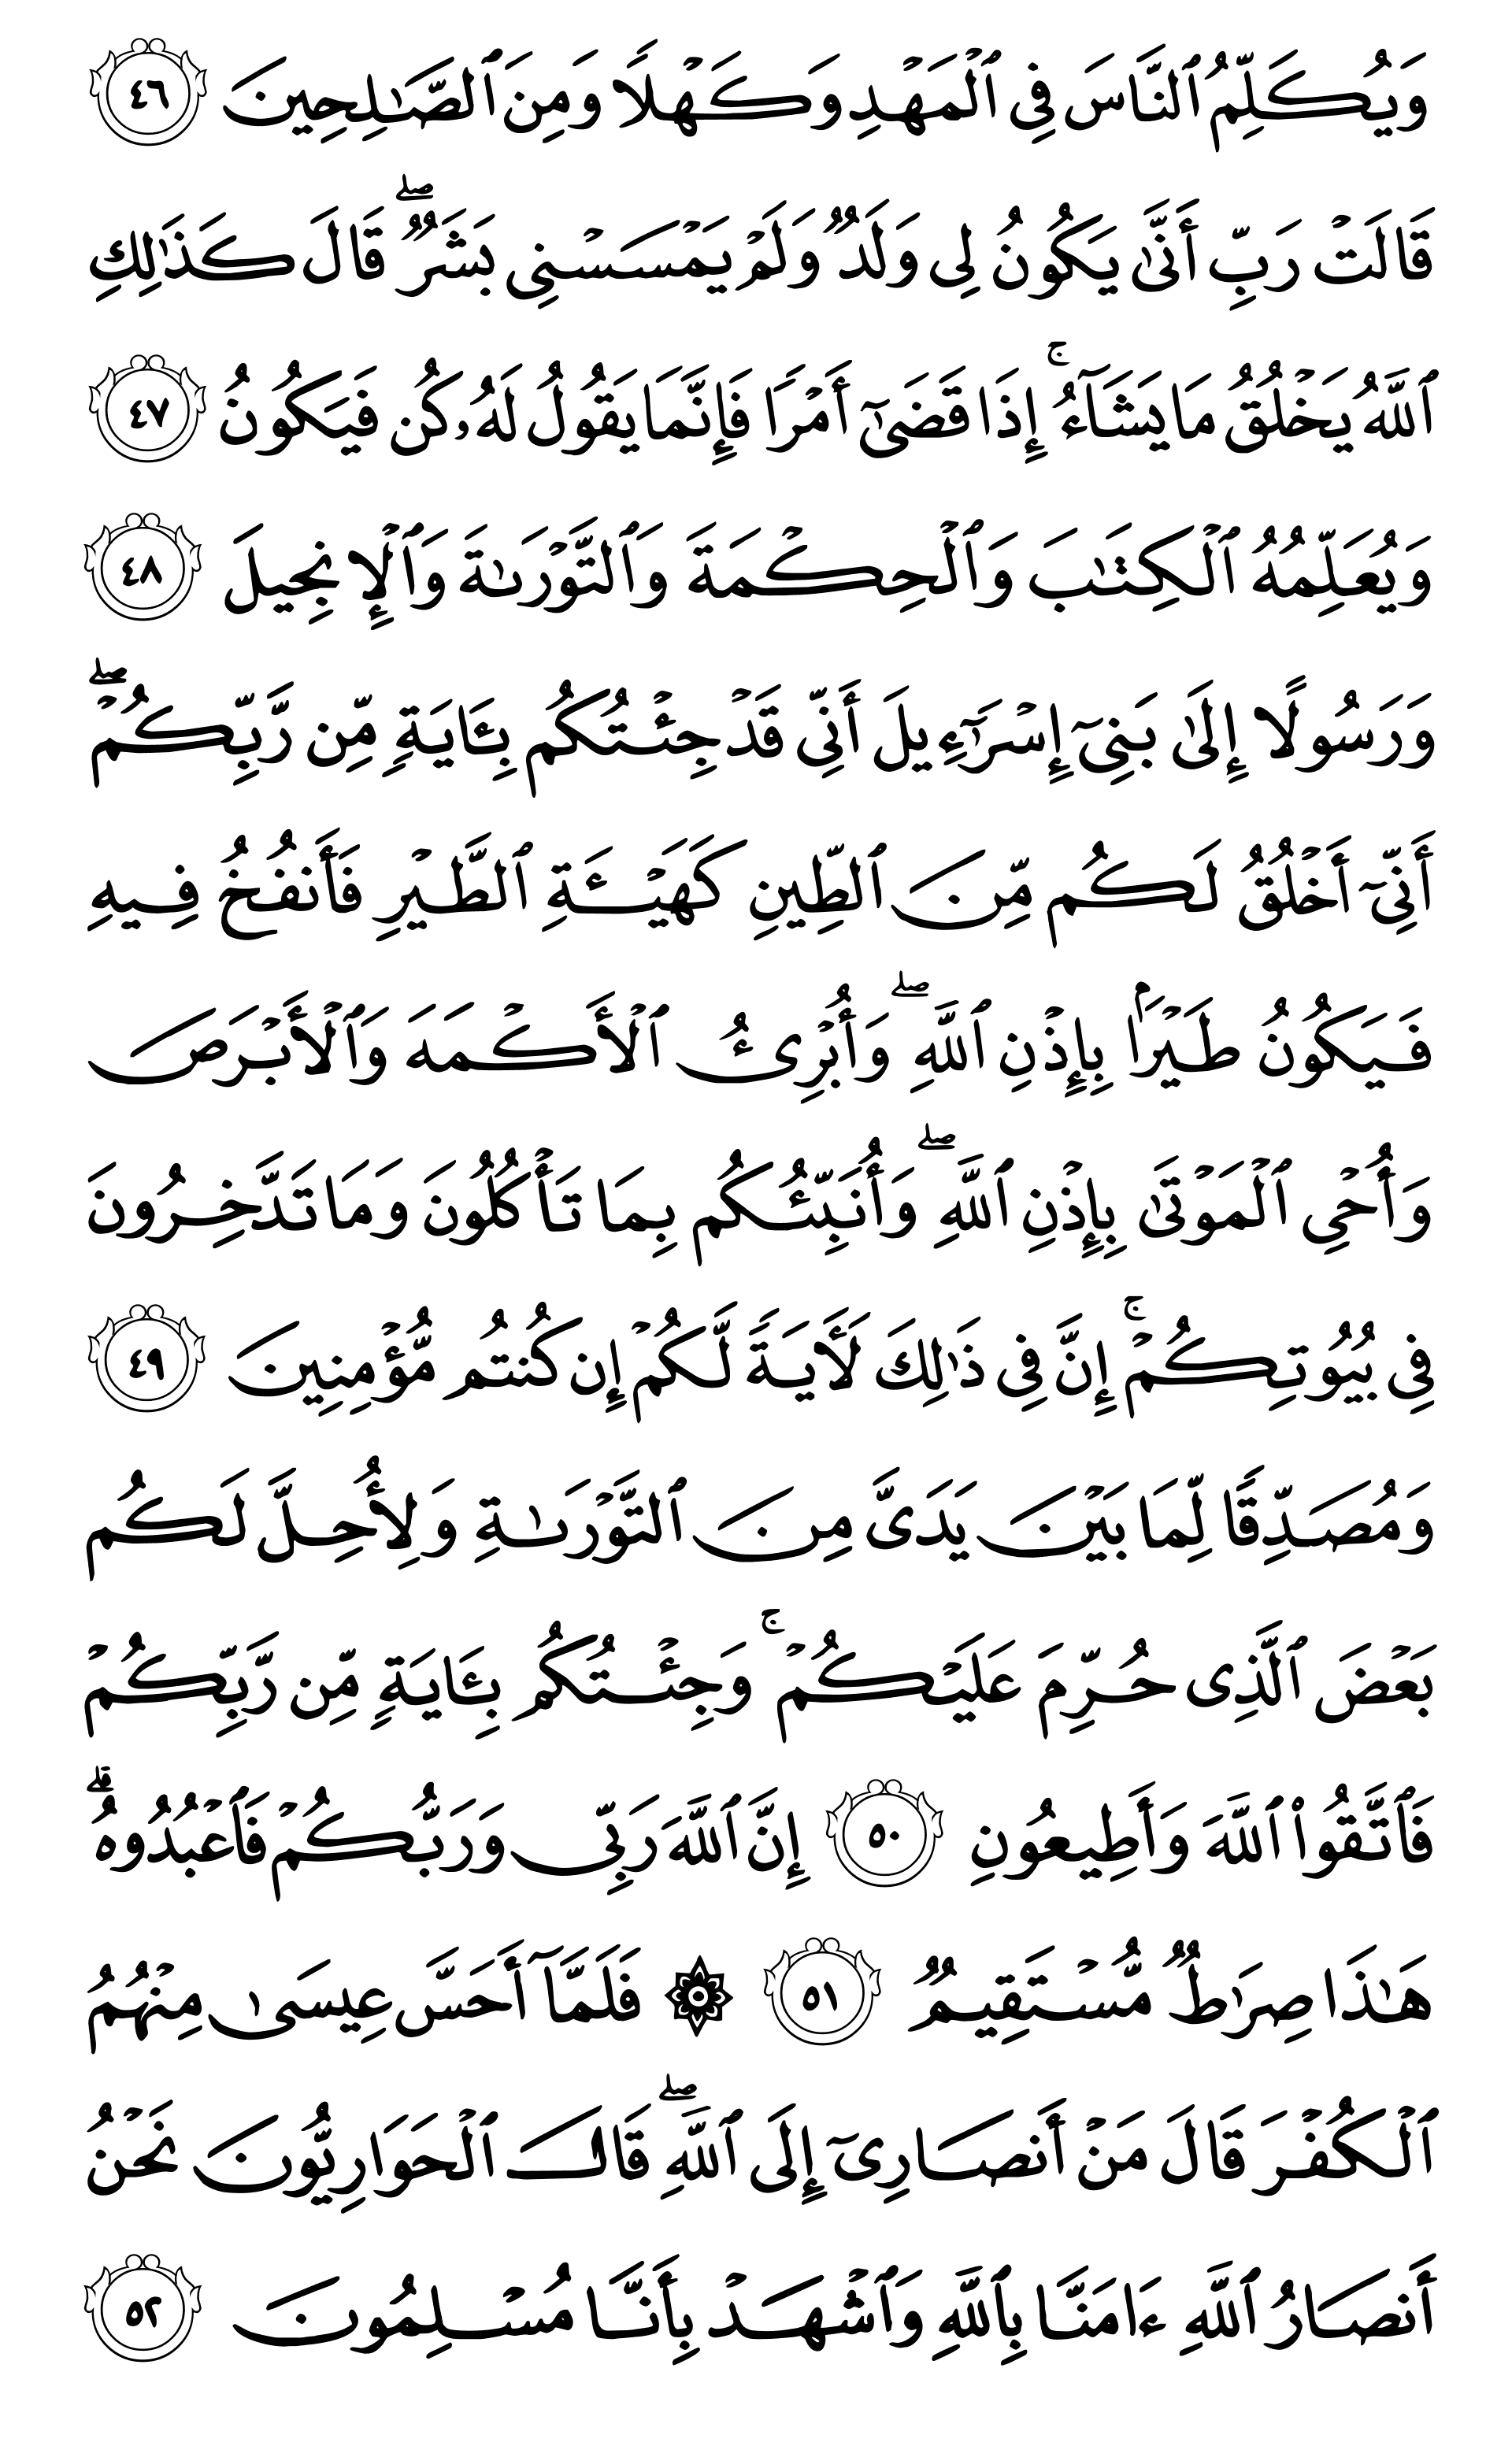 وَيُكَلِّمُ ٱلنَّاسَ فِى ٱلْمَهْدِ وَكَهْلًا وَمِنَ ٱلصَّـٰلِحِينَ ٤٦
قَالَتْ رَبِّ أَنَّىٰ يَكُونُ لِى وَلَدٌ وَلَمْ يَمْسَسْنِى بَشَرٌ ۖ قَالَ كَذَٰلِكِ
ٱللَّهُ يَخْلُقُ مَا يَشَآءُ ۚ إِذَا قَضَىٰٓ أَمْرًا فَإِنَّمَا يَقُولُ لَهُۥ كُن فَيَكُونُ ٤٧
وَيُعَلِّمُهُ ٱلْكِتَـٰبَ وَٱلْحِكْمَةَ وَٱلتَّوْرَىٰةَ وَٱلْإِنجِيلَ ٤٨
وَرَسُولًا إِلَىٰ بَنِىٓ إِسْرَٰٓءِيلَ أَنِّى قَدْ جِئْتُكُم بِـَٔايَةٍ مِّن رَّبِّكُمْ ۖ
أَنِّىٓ أَخْلُقُ لَكُم مِّنَ ٱلطِّينِ كَهَيْـَٔةِ ٱلطَّيْرِ فَأَنفُخُ فِيهِ
فَيَكُونُ طَيْرًۢا بِإِذْنِ ٱللَّهِ ۖ وَأُبْرِئُ ٱلْأَكْمَهَ وَٱلْأَبْرَصَ
وَأُحْىِ ٱلْمَوْتَىٰ بِإِذْنِ ٱللَّهِ ۖ وَأُنَبِّئُكُم بِمَا تَأْكُلُونَ وَمَا تَدَّخِرُونَ
فِى بُيُوتِكُمْ ۚ إِنَّ فِى ذَٰلِكَ لَـَٔايَةً لَّكُمْ إِن كُنتُم مُّؤْمِنِينَ ٤٩
وَمُصَدِّقًا لِّمَا بَيْنَ يَدَىَّ مِنَ ٱلتَّوْرَىٰةِ وَلِأُحِلَّ لَكُم
بَعْضَ ٱلَّذِى حُرِّمَ عَلَيْكُمْ ۚ وَجِئْتُكُم بِـَٔايَةٍ مِّن رَّبِّكُمْ
فَٱتَّقُوا۟ ٱللَّهَ وَأَطِيعُونِ ٥٠ إِنَّ ٱللَّهَ رَبِّى وَرَبُّكُمْ فَٱعْبُدُوهُ ۗ
هَـٰذَا صِرَٰطٌ مُّسْتَقِيمٌ ٥١ ۞ فَلَمَّآ أَحَسَّ عِيسَىٰ مِنْهُمُ
ٱلْكُفْرَ قَالَ مَنْ أَنصَارِىٓ إِلَى ٱللَّهِ ۖ قَالَ ٱلْحَوَارِيُّونَ نَحْنُ
أَنصَارُ ٱللَّهِ ءَامَنَّا بِٱللَّهِ وَٱشْهَدْ بِأَنَّا مُسْلِمُونَ ٥٢